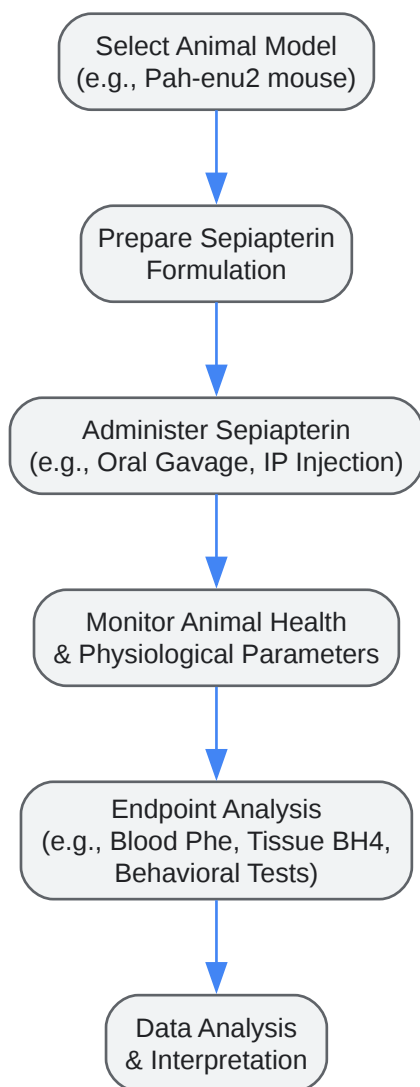 Select Animal Model
(e.g., Pah-enu2 mouse)
Prepare Sepiapterin
Formulation
Administer Sepiapterin
(e.g., Oral Gavage, IP Injection)
Monitor Animal Health
& Physiological Parameters
Endpoint Analysis
(e.g., Blood Phe, Tissue BH4,
Behavioral Tests)
Data Analysis
& Interpretation